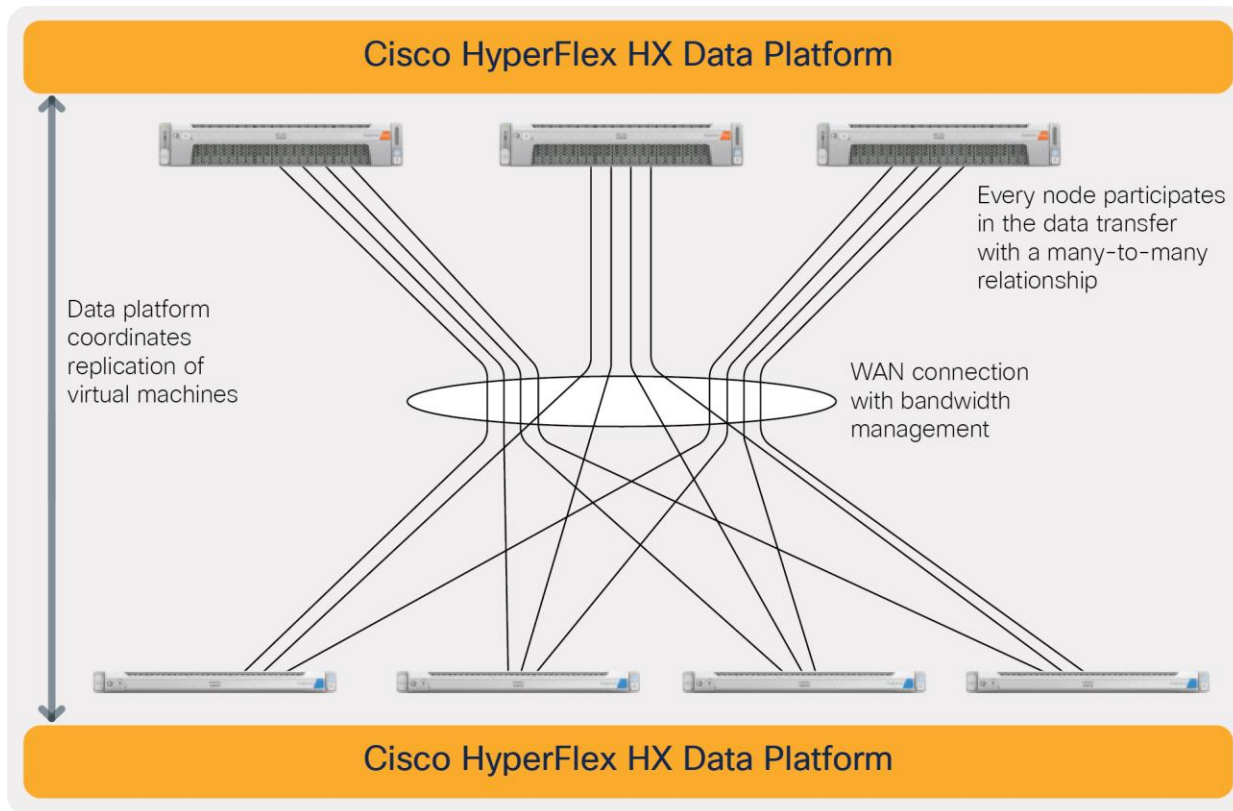 Cisco HyperFlex HX Data Platform
Every node participates
in the data transfer
with a many-to-many
relationship
Data platform
coordinates
replication of
virtual machines
WAN connection
with bandwidth
management
Cisco HyperFlex HX Data Platform